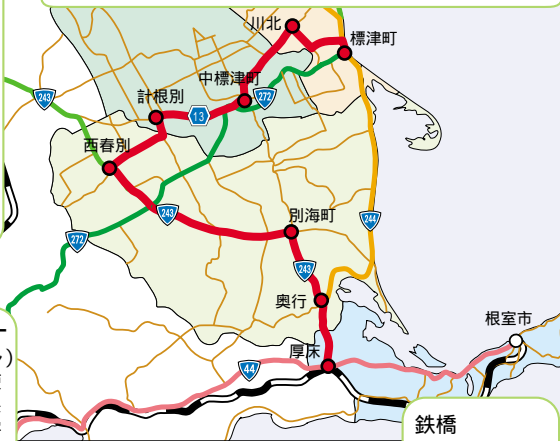 川北
標津町
中標津町
272
243
計根別
13
西春別
243
別海町
244
272
243
奥行
根室市
厚床
44
鉄橋